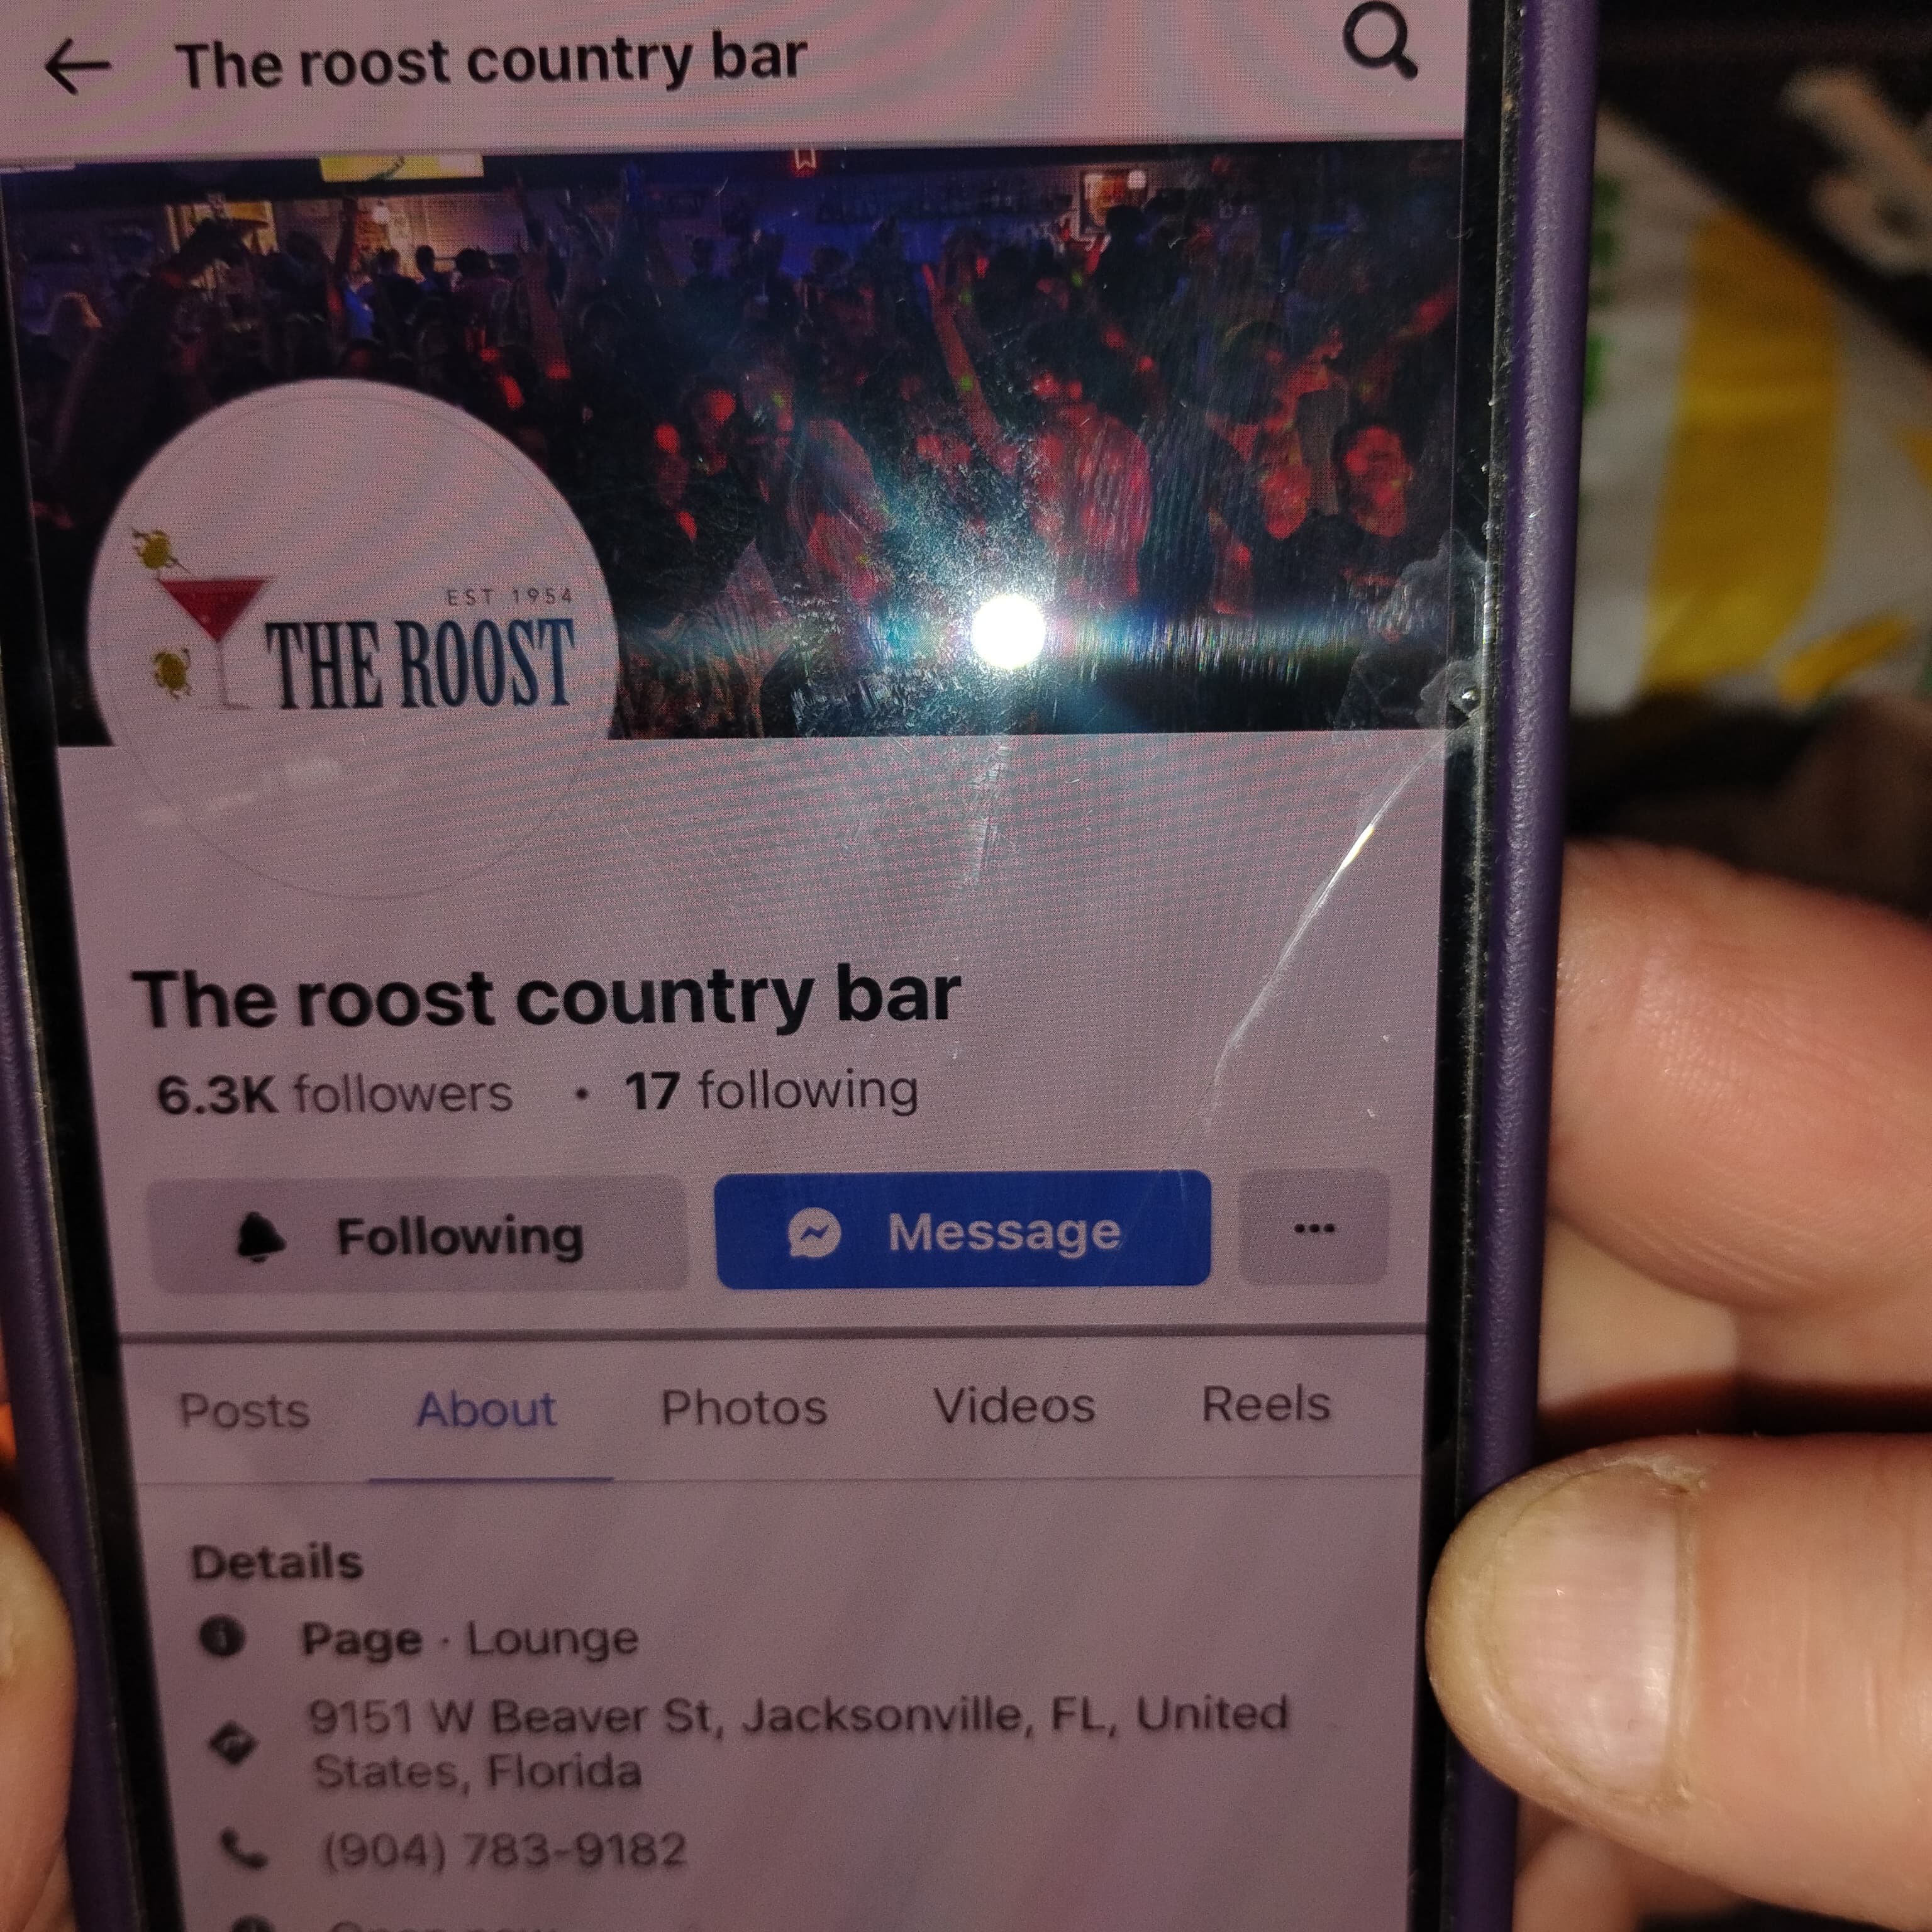 The roost country bar
EST 1954
THE ROOST
The roost country bar
6.3K followers • 17 following
Following
Message
Posts About Photos Videos Reels
Details
Page · Lounge
9151 W Beaver St, Jacksonville, FL, United
States, Florida
(904) 783-9182
Open now